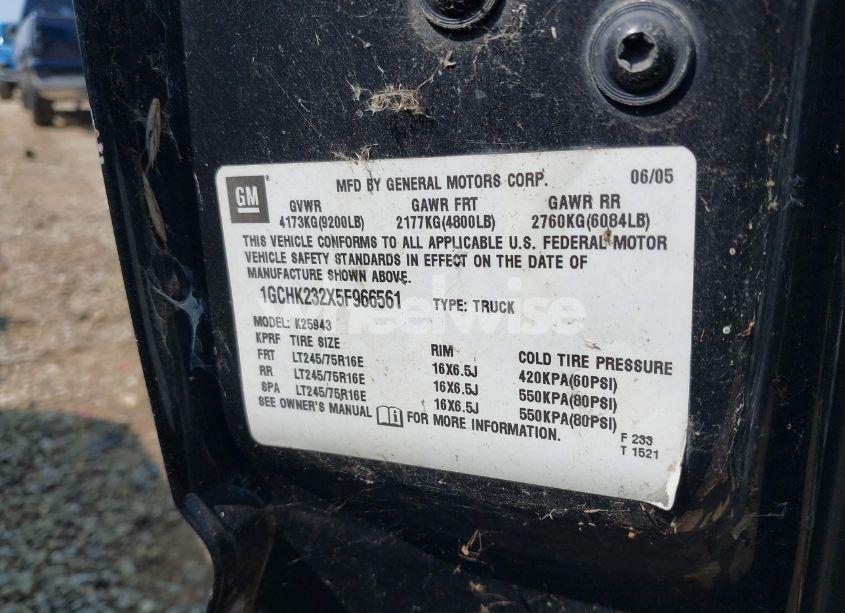 GM
MFD BY GENERAL MOTORS CORP. 06/05
GVWR GAWR FRT GAWR RR
4173KG(9200LB) 2177KG(4800LB) 2760KG(6084LB)
THIS VEHICLE CONFORMS TO ALL APPLICABLE U.S. FEDERAL MOTOR
VEHICLE SAFETY STANDARDS IN EFFECT ON THE DATE OF
MANUFACTURE SHOWN ABOVE.
1GCHK232X5F966561 TYPE: TRUCK
wheelwise
MODEL: K25943
KPRF TIRE SIZE RIM COLD TIRE PRESSURE
FRT LT245/75R16E 16X6.5J 420KPA(60PSI)
RR LT245/75R16E 16X6.5J 550KPA(80PSI)
SPA LT245/75R16E 16X6.5J 550KPA(80PSI)
SEE OWNER'S MANUAL FOR MORE INFORMATION.
F 233
T 1521